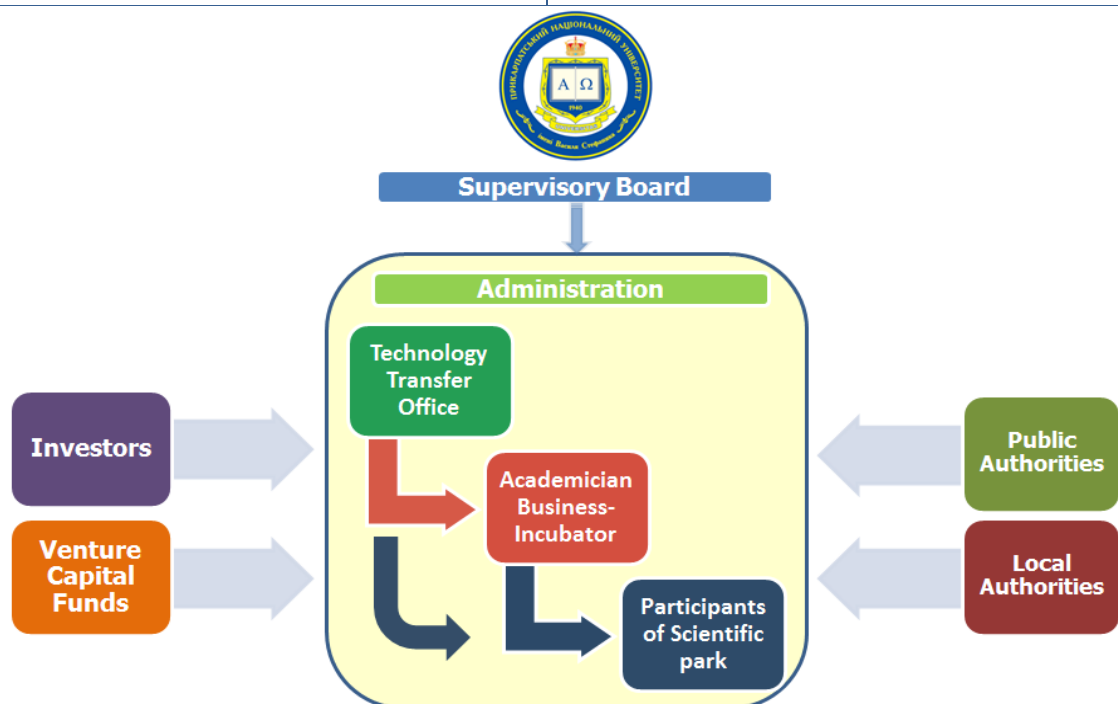 ПРИКАРПАТСЬКИЙ НАЦІОНАЛЬНИЙ УНІВЕРСИТЕТ
Α Ω
1940
імені Василя Стефаника
Supervisory Board
Administration
Technology
Transfer
Office
Investors
Public
Authorities
Academician
Business-
Incubator
Venture
Capital
Funds
Local
Authorities
Participants
of Scientific
park